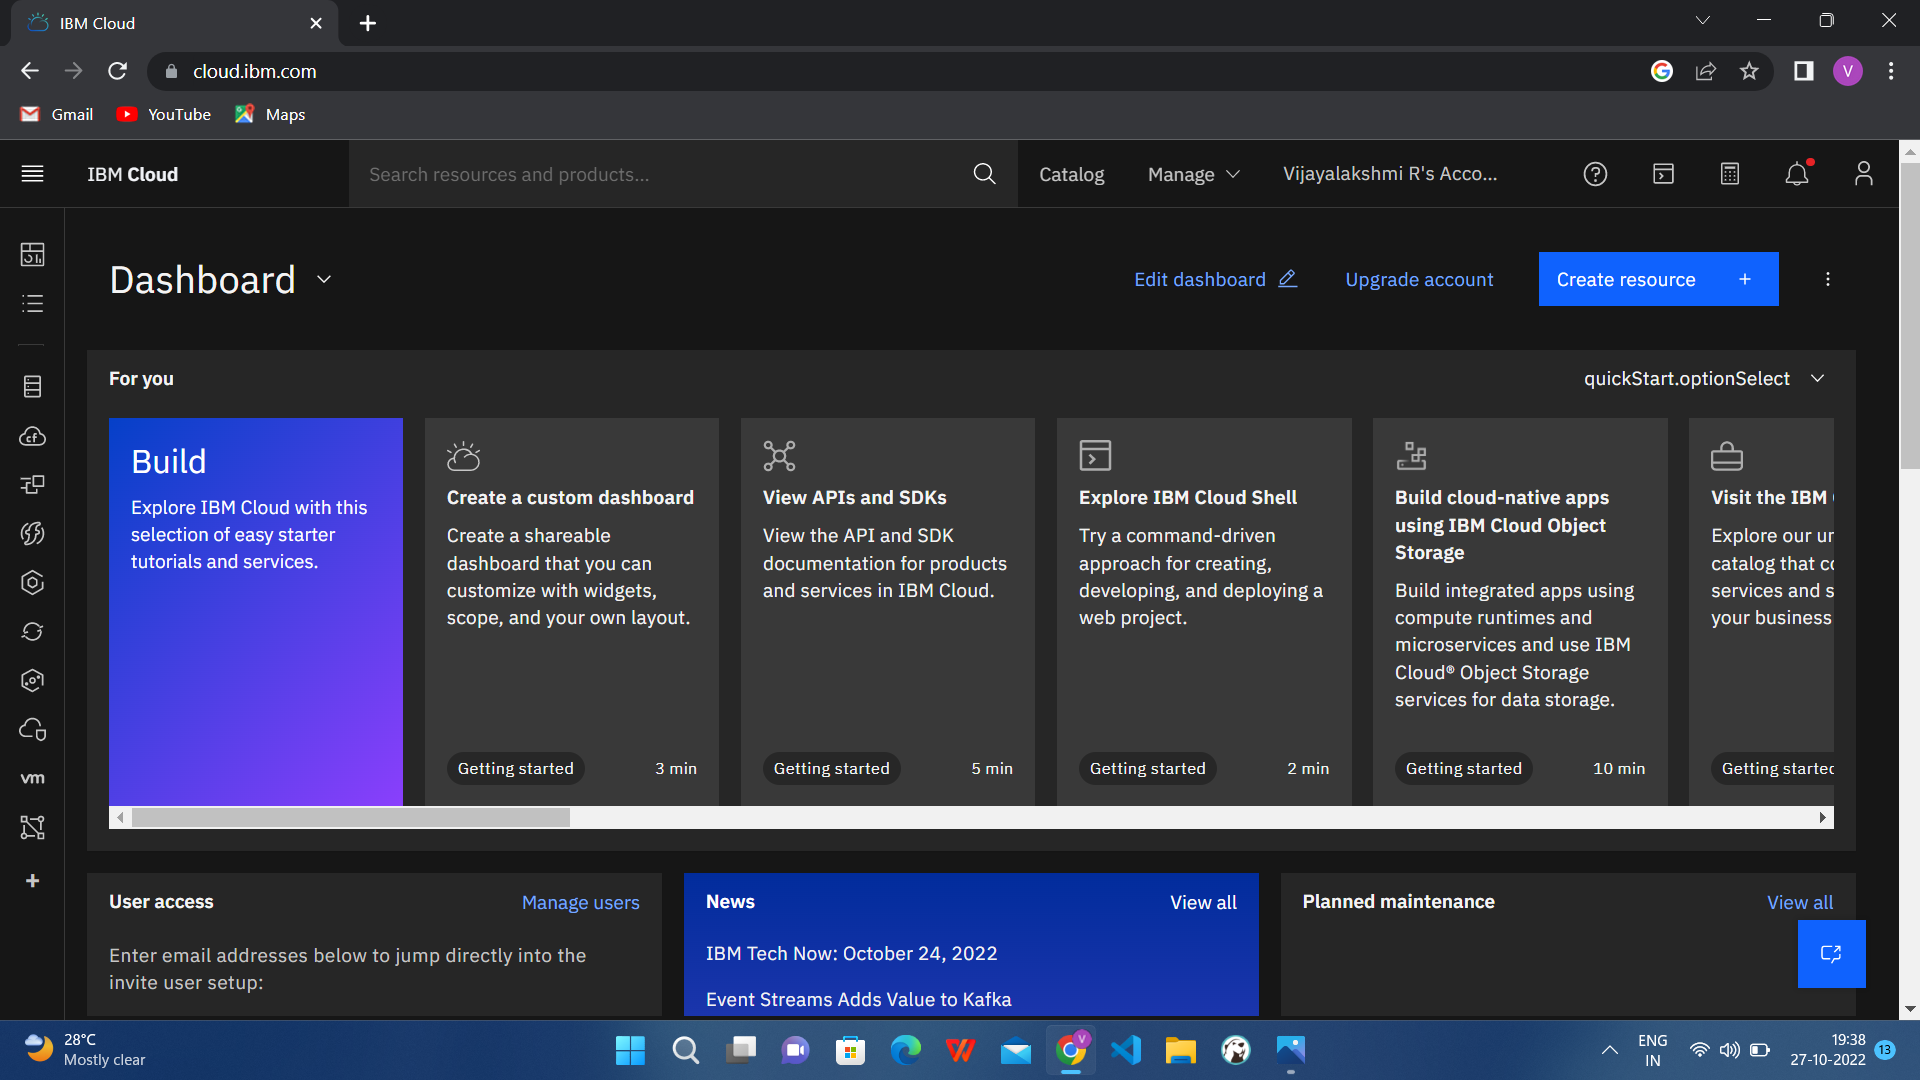 IBM Cloud
cloud.ibm.com
V
Gmail YouTube Maps
IBM Cloud
Search resources and products...
Catalog Manage Vijayalakshmi R's Acco...
Dashboard
Edit dashboard Upgrade account Create resource +
For you
quickStart.optionSelect
Build
Explore IBM Cloud with this
selection of easy starter
tutorials and services.
Create a custom dashboard
Create a shareable
dashboard that you can
customize with widgets,
scope, and your own layout.
Getting started 3 min
View APIs and SDKs
View the API and SDK
documentation for products
and services in IBM Cloud.
Getting started 5 min
Explore IBM Cloud Shell
Try a command-driven
approach for creating,
developing, and deploying a
web project.
Getting started 2 min
Build cloud-native apps
using IBM Cloud Object
Storage
Build integrated apps using
compute runtimes and
microservices and use IBM
Cloud® Object Storage
services for data storage.
Getting started 10 min
Visit the IBM
Explore our
catalog that
services and
your business
Getting started
cf
vm
User access Manage users
Enter email addresses below to jump directly into the
invite user setup:
News View all
IBM Tech Now: October 24, 2022
Event Streams Adds Value to Kafka
Planned maintenance View all
28°C
Mostly clear
V
ENG
IN
19:38
27-10-2022
13